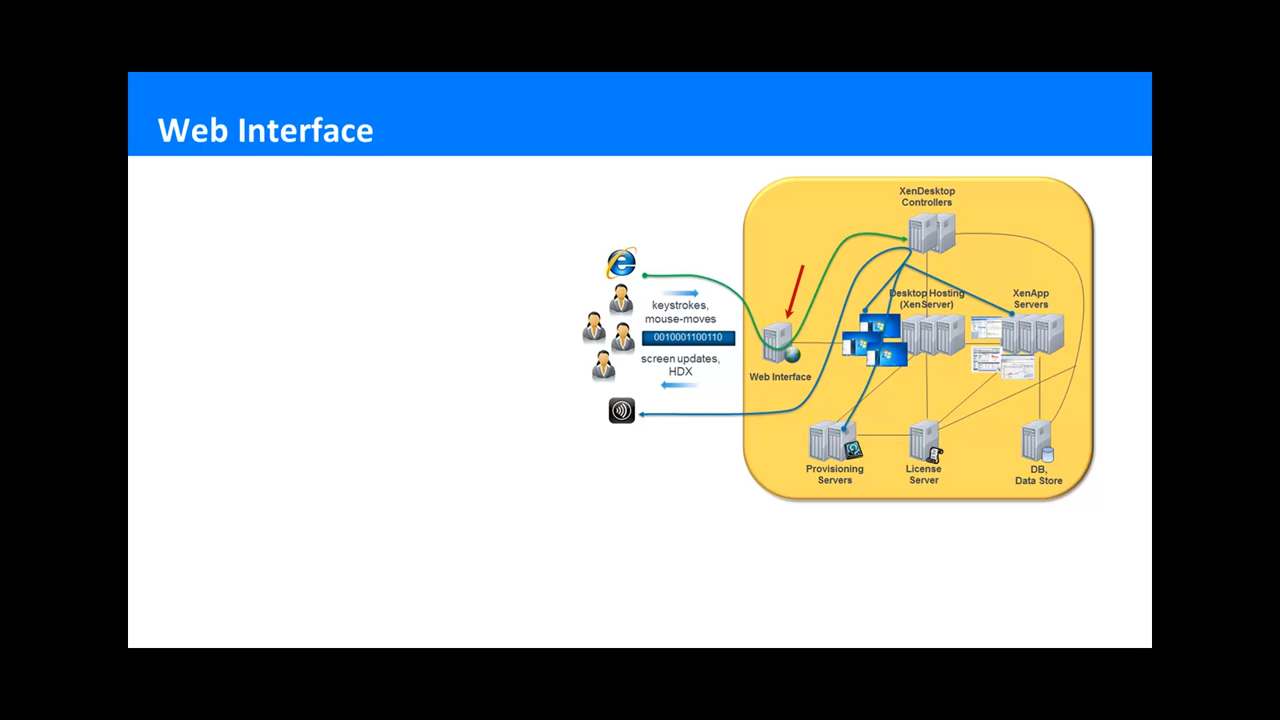 Web Interface
XenDesktop
Controllers
keystrokes,
mouse-moves
0010001100110
screen updates,
HDX
Web Interface
Desktop Hosting
(XenServer)
XenApp
Servers
Provisioning
Servers
License
Server
DB,
Data Store